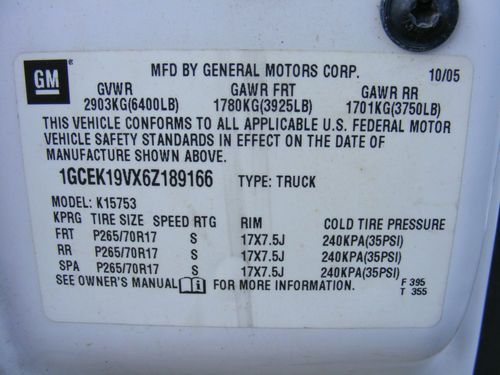 GM ®
MFD BY GENERAL MOTORS CORP. 10/05
GVWR GAWR FRT GAWR RR
2903KG(6400LB) 1780KG(3925LB) 1701KG(3750LB)
THIS VEHICLE CONFORMS TO ALL APPLICABLE U.S. FEDERAL MOTOR
VEHICLE SAFETY STANDARDS IN EFFECT ON THE DATE OF
MANUFACTURE SHOWN ABOVE.
1GCEK19VX6Z189166 TYPE: TRUCK
MODEL: K15753
KPRG TIRE SIZE SPEED RTG RIM COLD TIRE PRESSURE
FRT P265/70R17 S 17X7.5J 240KPA(35PSI)
RR P265/70R17 S 17X7.5J 240KPA(35PSI)
SPA P265/70R17 S 17X7.5J 240KPA(35PSI)
SEE OWNER'S MANUAL FOR MORE INFORMATION. F 395
T 355